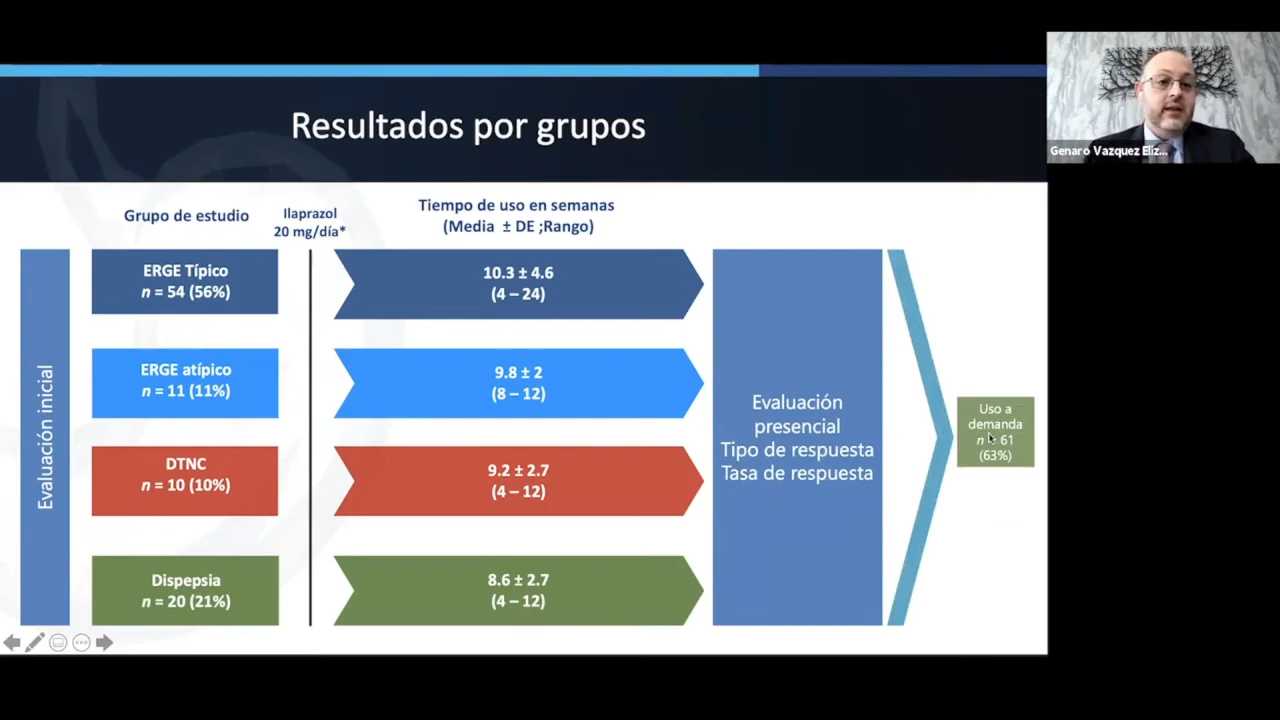 Resultados por grupos
Genaro Vazquez Eliz...
Grupo de estudio
Ilaprazol
20 mg/día*
Tiempo de uso en semanas
(Media ± DE ;Rango)
Evaluación inicial
ERGE Típico
n = 54 (56%)
10.3 ± 4.6
(4 – 24)
ERGE atípico
n = 11 (11%)
9.8 ± 2
(8 – 12)
DTNC
n = 10 (10%)
9.2 ± 2.7
(4 – 12)
Dispepsia
n = 20 (21%)
8.6 ± 2.7
(4 – 12)
Evaluación
presencial
Tipo de respuesta
Tasa de respuesta
Uso a
demanda
n = 61
(63%)